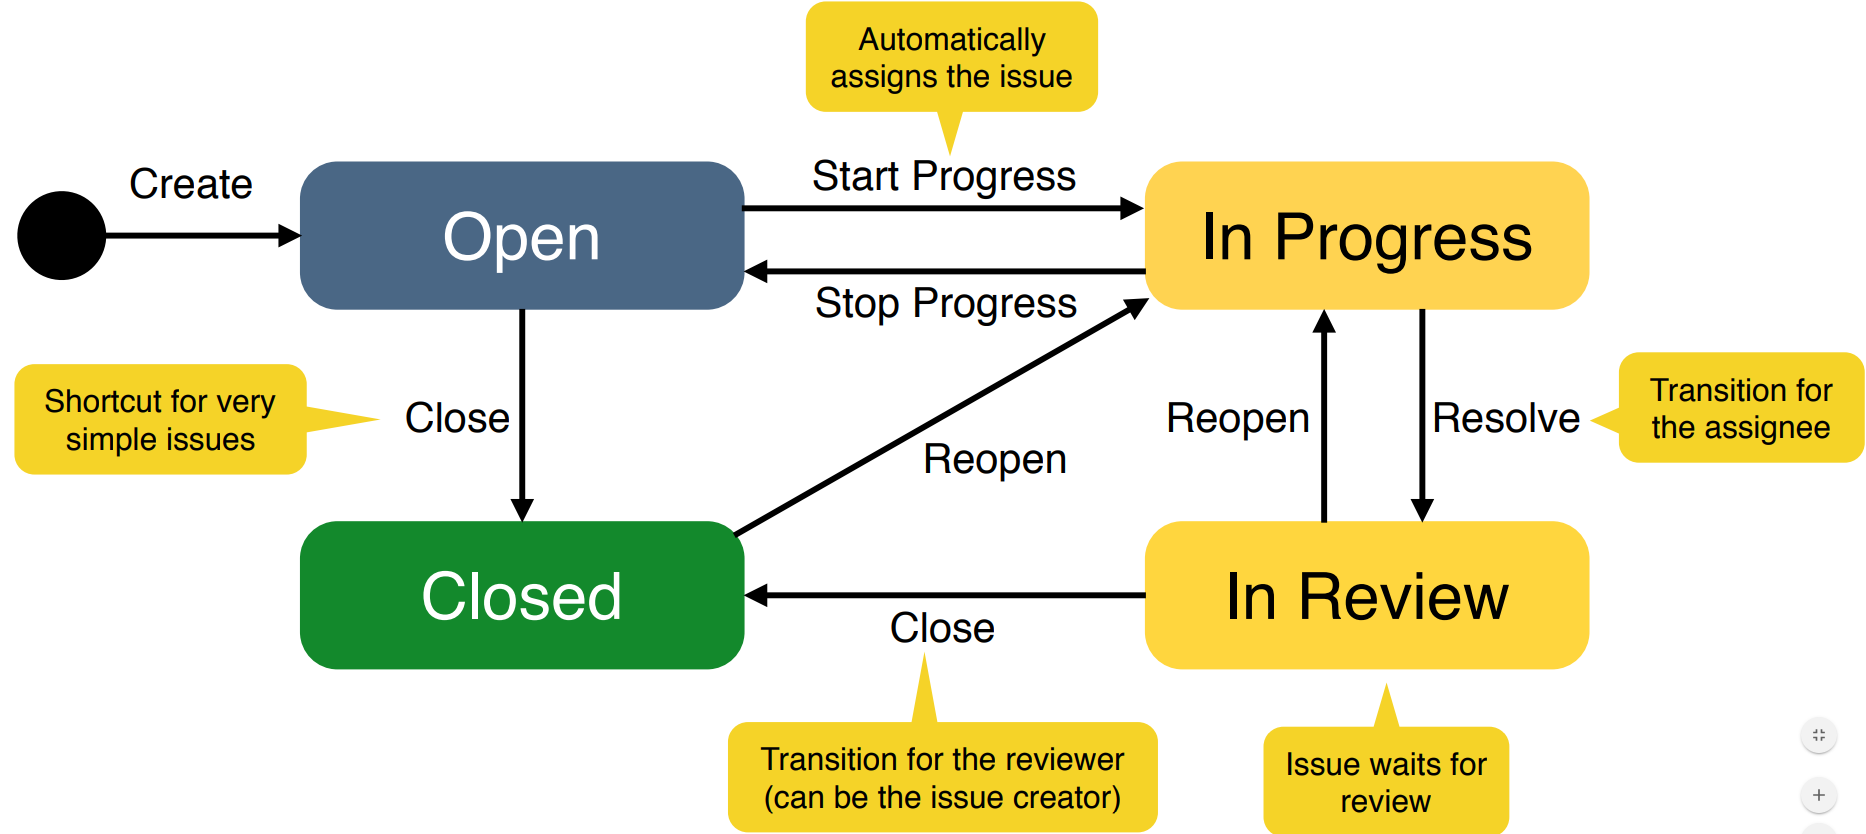 Automatically
assigns the issue
Create
Start Progress
Open
In Progress
Stop Progress
Shortcut for very
simple issues
Close
Reopen
Reopen
Resolve
Transition for
the assignee
Closed
In Review
Close
Transition for the reviewer
(can be the issue creator)
Issue waits for
review